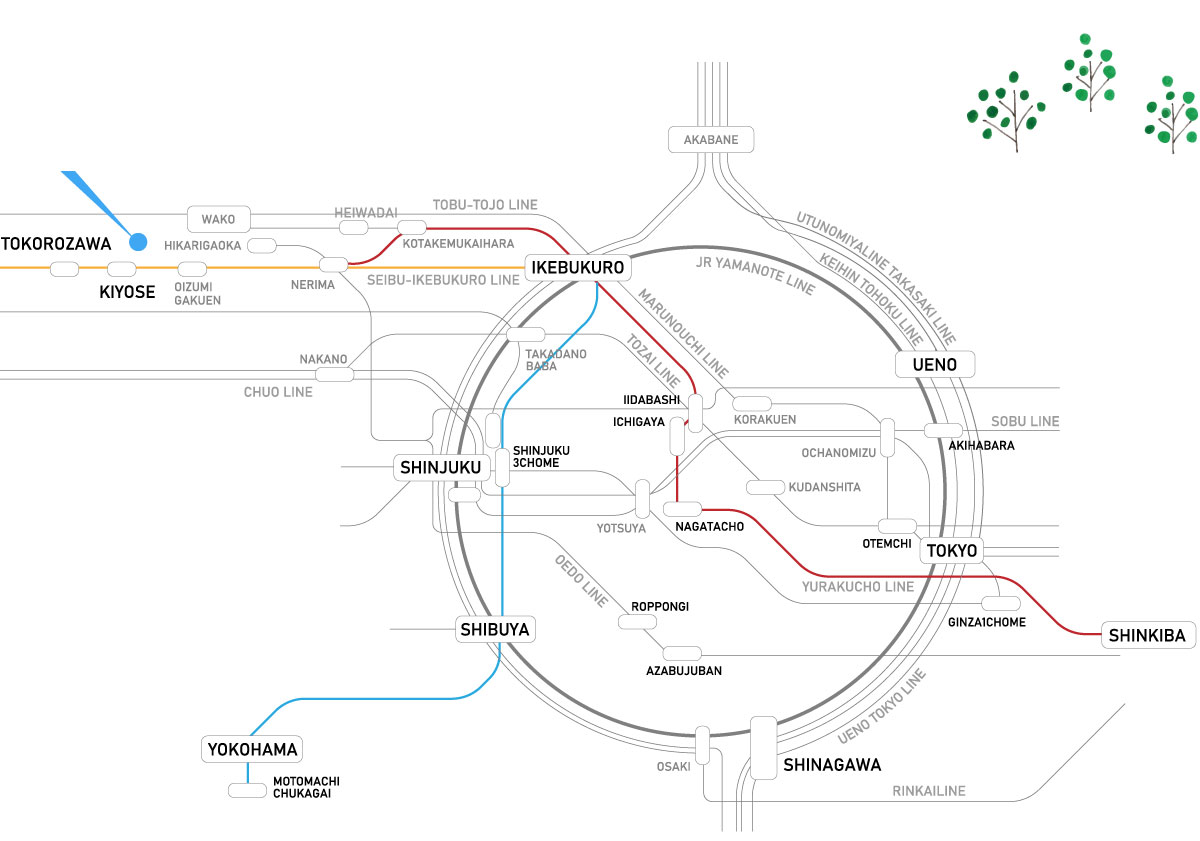 AKABANE
TOBU-TOJO LINE
HEIWADAI
WAKO
UTUNOMIYALINE TAKASAKI LINE
TOKOROZAWA
HIKARIGAOKA
KOTAKEMUKAIHARA
KEIHIN TOHOKU LINE
JR YAMANOTE LINE
IKEBUKURO
SEIBU-IKEBUKURO LINE
NERIMA
KIYOSE
OIZUMI
GAKUEN
MARUNOUCHI LINE
TOZAI LINE
TAKADANO
BABA
NAKANO
CHUO LINE
UENO
IIDABASHI
ICHIGAYA
KORAKUEN
SOBU LINE
AKIHABARA
OCHANOMIZU
SHINJUKU
3CHOME
SHINJUKU
KUDANSHITA
YOTSUYA
NAGATACHO
OTEMCHI
TOKYO
OEDO LINE
YURAKUCHO LINE
ROPPONGI
GINZA1CHOME
SHIBUYA
SHINKIBA
AZABUJUBAN
UENO TOKYO LINE
YOKOHAMA
OSAKI
SHINAGAWA
MOTOMACHI
CHUKAGAI
RINKAILINE